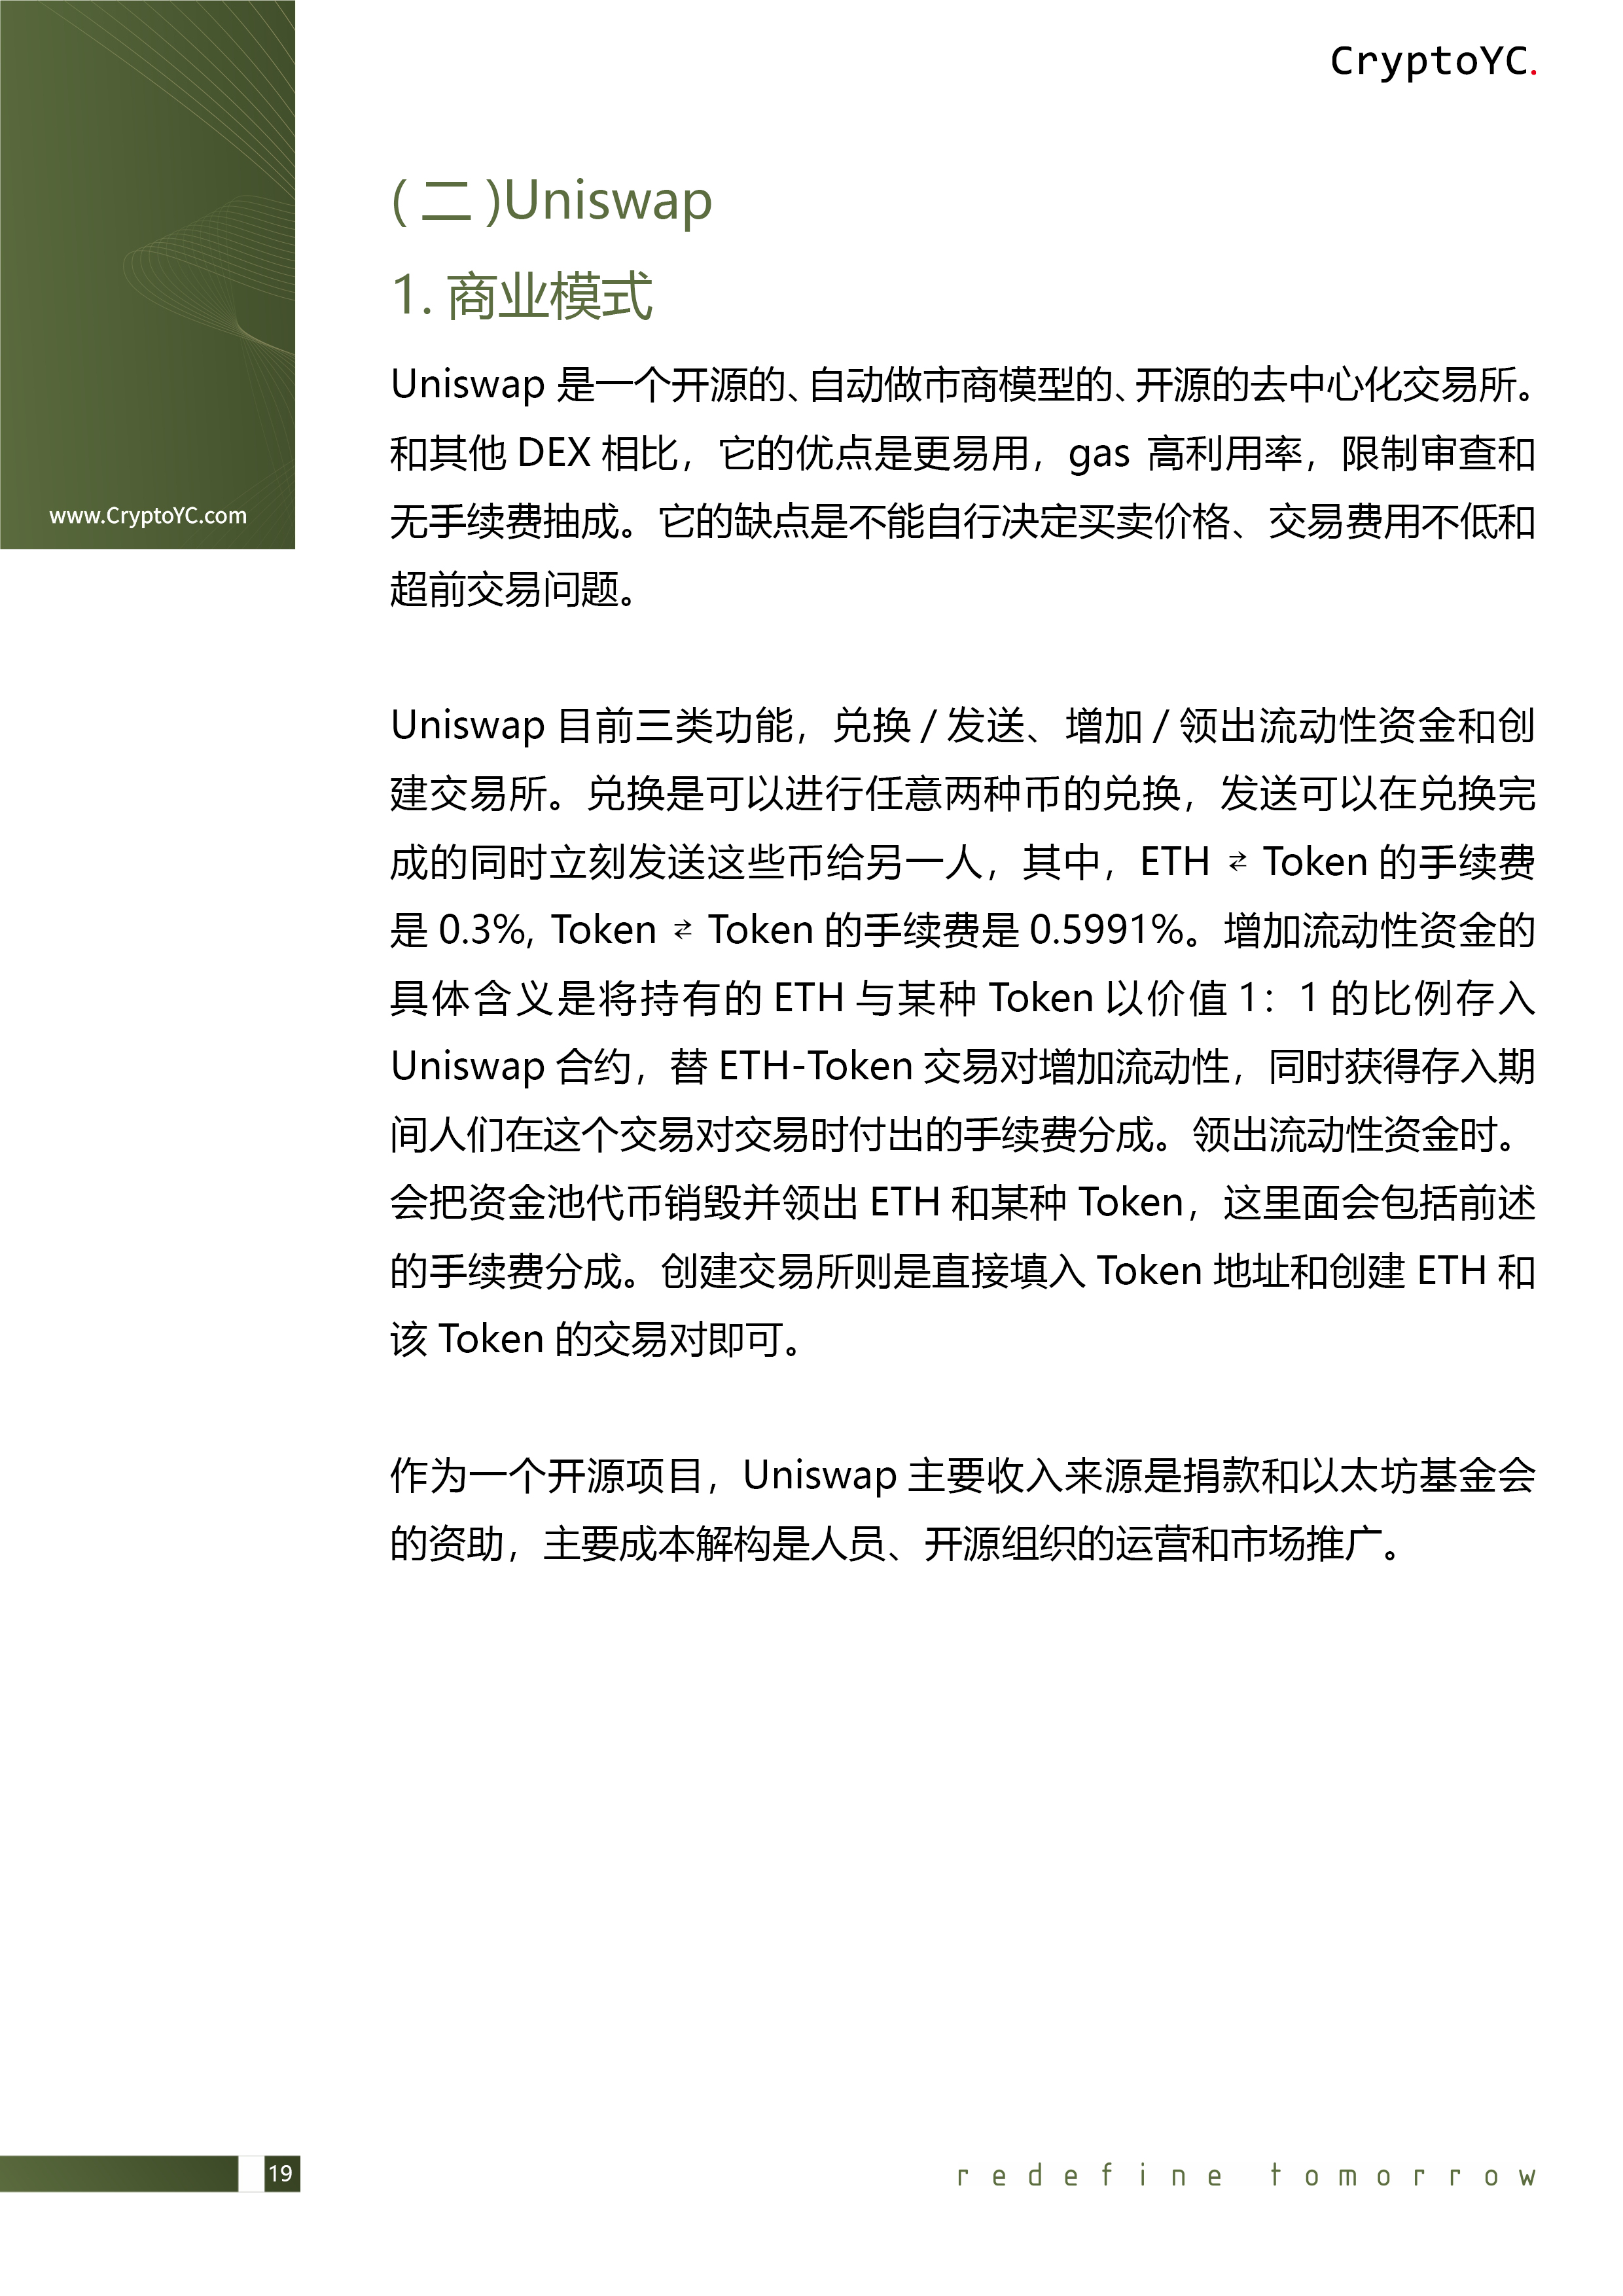 CryptoYC.
www.CryptoYC.com
( 二 )Uniswap
1. 商业模式
Uniswap 是一个开源的、自动做市商模型的、开源的去中心化交易所。
和其他 DEX 相比，它的优点是更易用，gas 高利用率，限制审查和
无手续费抽成。它的缺点是不能自行决定买卖价格、交易费用不低和
超前交易问题。
Uniswap 目前三类功能，兑换 / 发送、增加 / 领出流动性资金和创
建交易所。兑换是可以进行任意两种币的兑换，发送可以在兑换完
成的同时立刻发送这些币给另一人，其中，ETH ⇄ Token 的手续费
是 0.3%, Token ⇄ Token 的手续费是 0.5991%。增加流动性资金的
具体含义是将持有的 ETH 与某种 Token 以价值 1：1 的比例存入
Uniswap 合约，替 ETH-Token 交易对增加流动性，同时获得存入期
间人们在这个交易对交易时付出的手续费分成。领出流动性资金时。
会把资金池代币销毁并领出 ETH 和某种 Token，这里面会包括前述
的手续费分成。创建交易所则是直接填入 Token 地址和创建 ETH 和
该 Token 的交易对即可。
作为一个开源项目，Uniswap 主要收入来源是捐款和以太坊基金会
的资助，主要成本解构是人员、开源组织的运营和市场推广。
19
redefine tomorrow